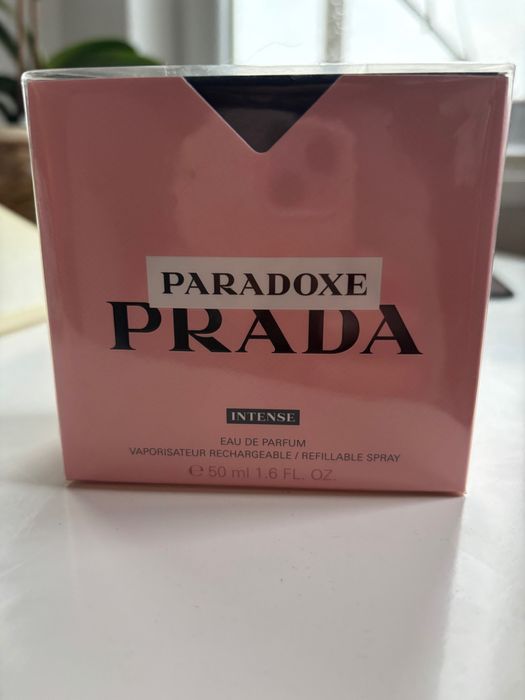 PARADOXE
PRADA
INTENSE
EAU DE PARFUM
VAPORISATEUR RECHARGEABLE / REFILLABLE SPRAY
℮ 50 ml 1.6 FL. OZ.